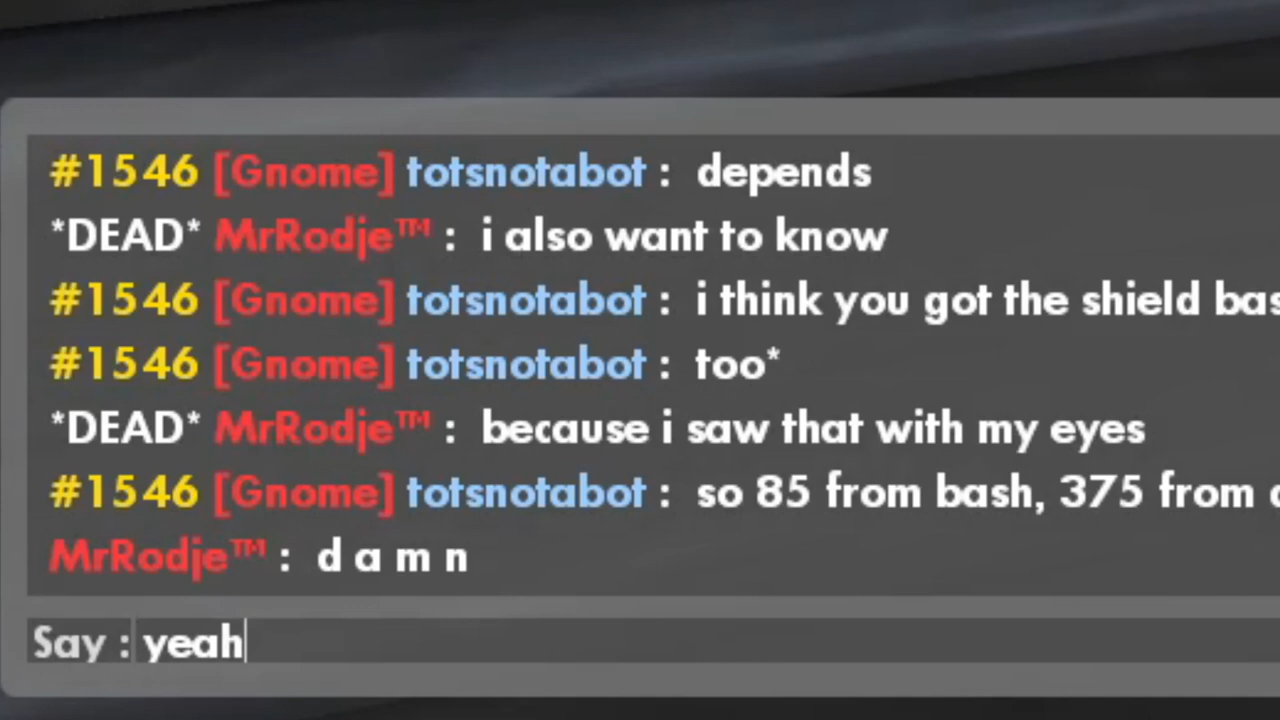 #1546 [Gnome] totsnotabot : depends
*DEAD* MrRodje™ : i also want to know
#1546 [Gnome] totsnotabot : i think you got the shield
#1546 [Gnome] totsnotabot : too*
*DEAD* MrRodje™ : because i saw that with my eyes
#1546 [Gnome] totsnotabot : so 85 from bash, 375 from
MrRodje™ : d a m n
Say : yeah